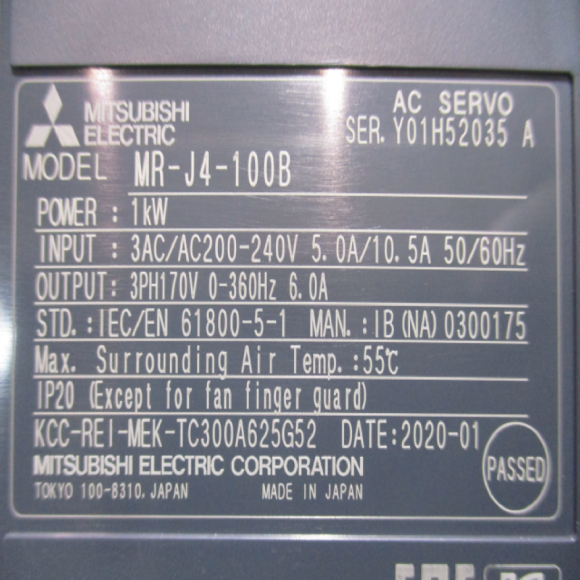 MITSUBISHI
ELECTRIC
AC SERVO
SER. Y01H52035 A
MODEL MR-J4-100B
POWER : 1kW
INPUT : 3AC/AC200-240V 5.0A/10.5A 50/60Hz
OUTPUT: 3PH170V 0-360Hz 6.0A
STD.:IEC/EN 61800-5-1 MAN.:IB(NA)0300175
Max. Surrounding Air Temp.:55℃
IP20 (Except for fan finger guard)
KCC-REI-MEK-TC300A625G52 DATE:2020-01
MITSUBISHI ELECTRIC CORPORATION
TOKYO 100-8310, JAPAN MADE IN JAPAN
PASSED